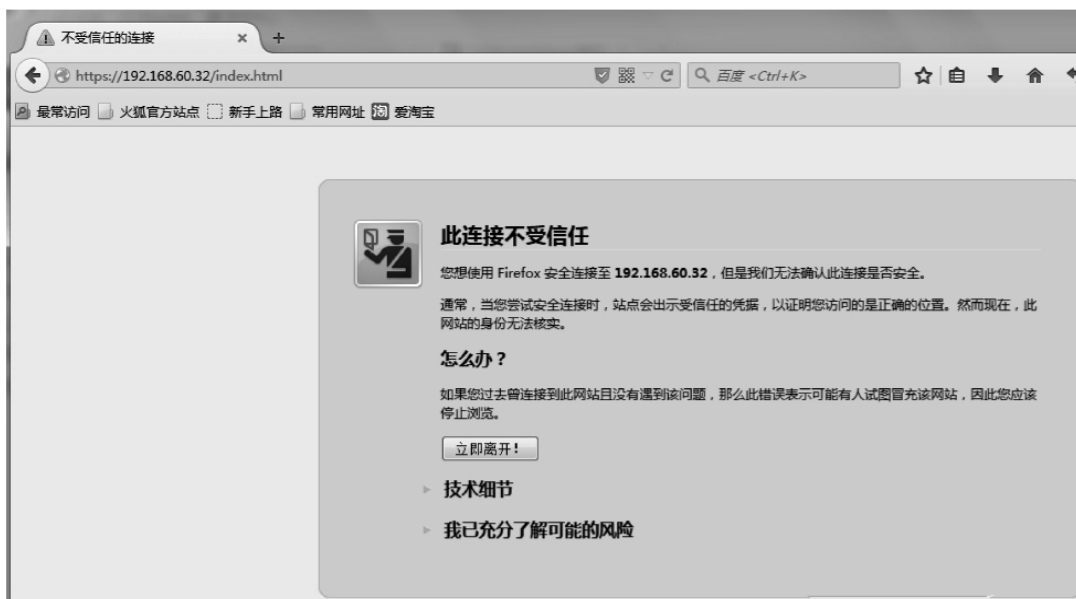 不受信任的连接 × +
https://192.168.60.32/index.html 百度 <Ctrl+K>
最常访问 火狐官方站点 新手上路 常用网址 淘 爱淘宝
此连接不受信任
您想使用 Firefox 安全连接至 192.168.60.32,但是我们无法确认此连接是否安全。
通常,当您尝试安全连接时,站点会出示受信任的凭据,以证明您访问的是正确的位置。然而现在,此
网站的身份无法核实。
怎么办?
如果您过去曾连接到此网站且没有遇到该问题,那么此错误表示可能有人试图冒充该网站,因此您应该
停止浏览。
立即离开!
技术细节
我已充分了解可能的风险